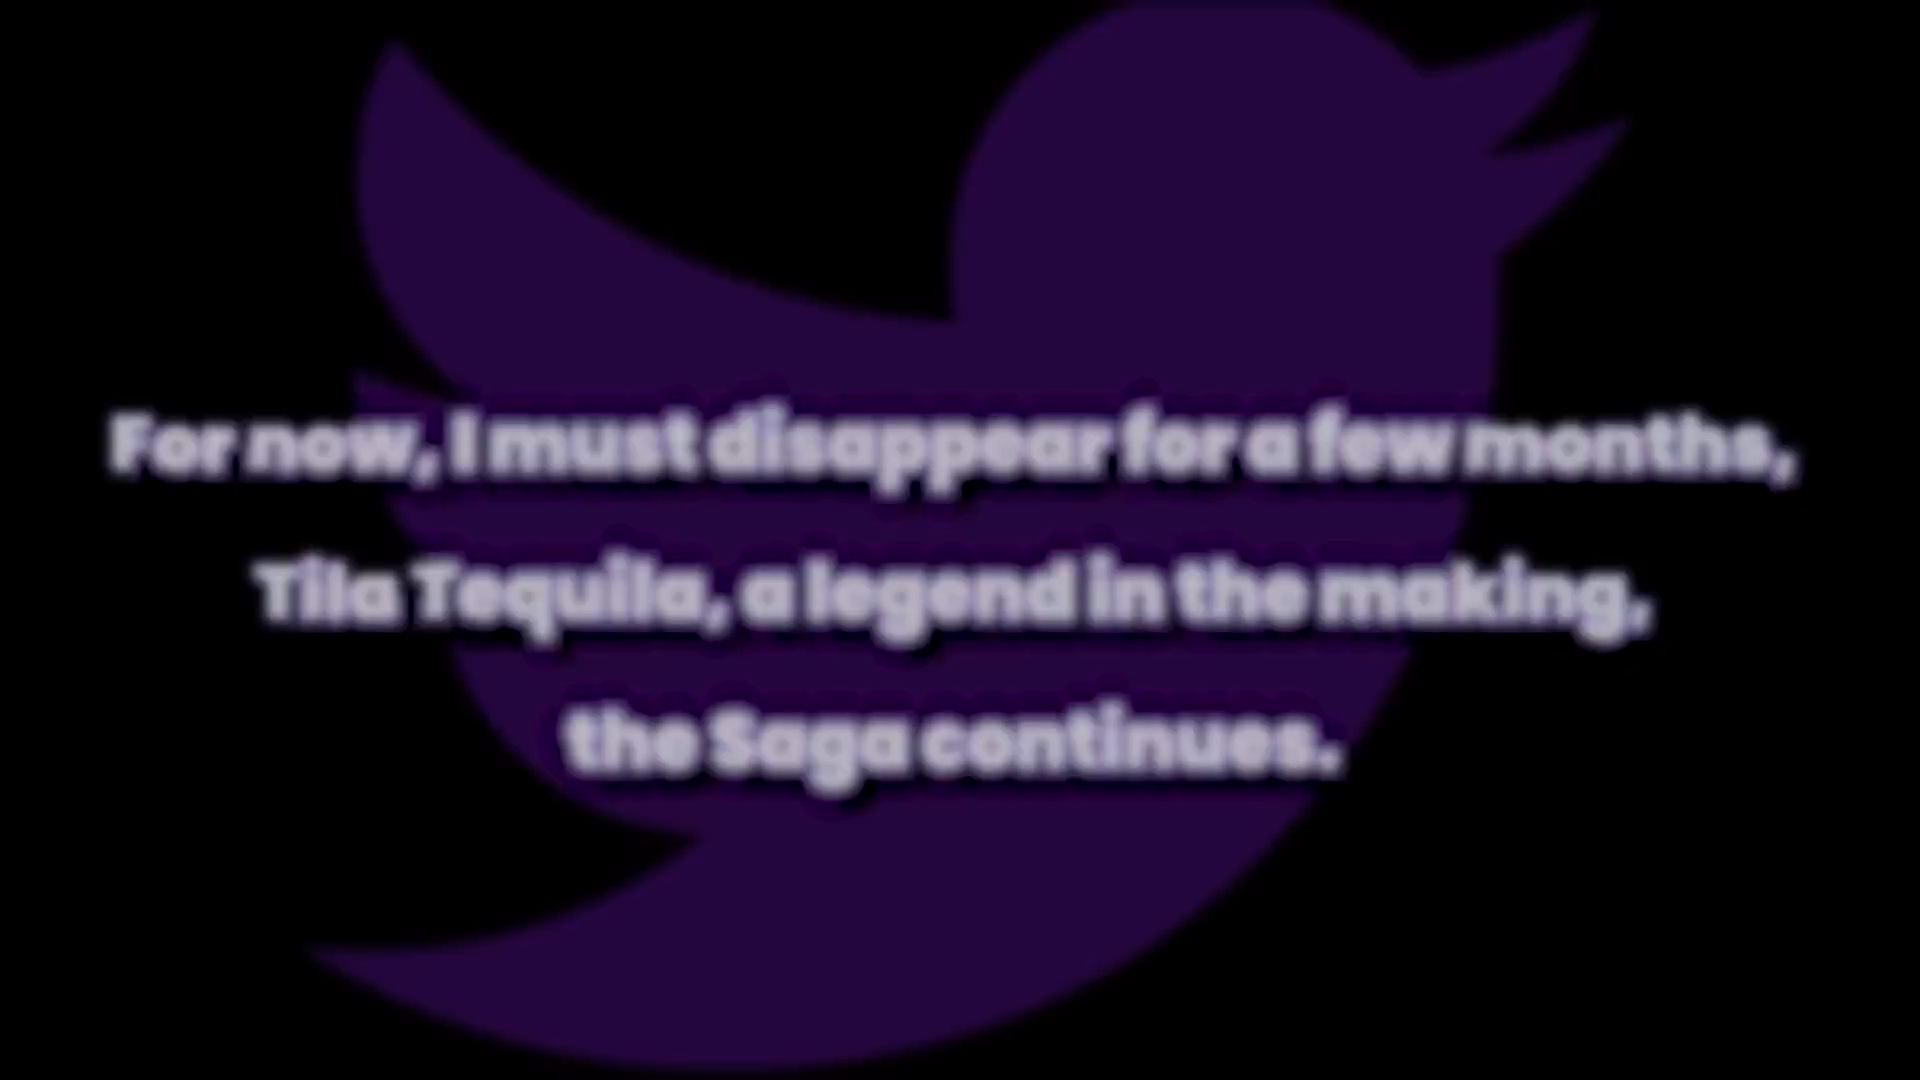 For now, I must disappear for a few months,
Tila Tequila, a legend in the making,
the Saga continues.